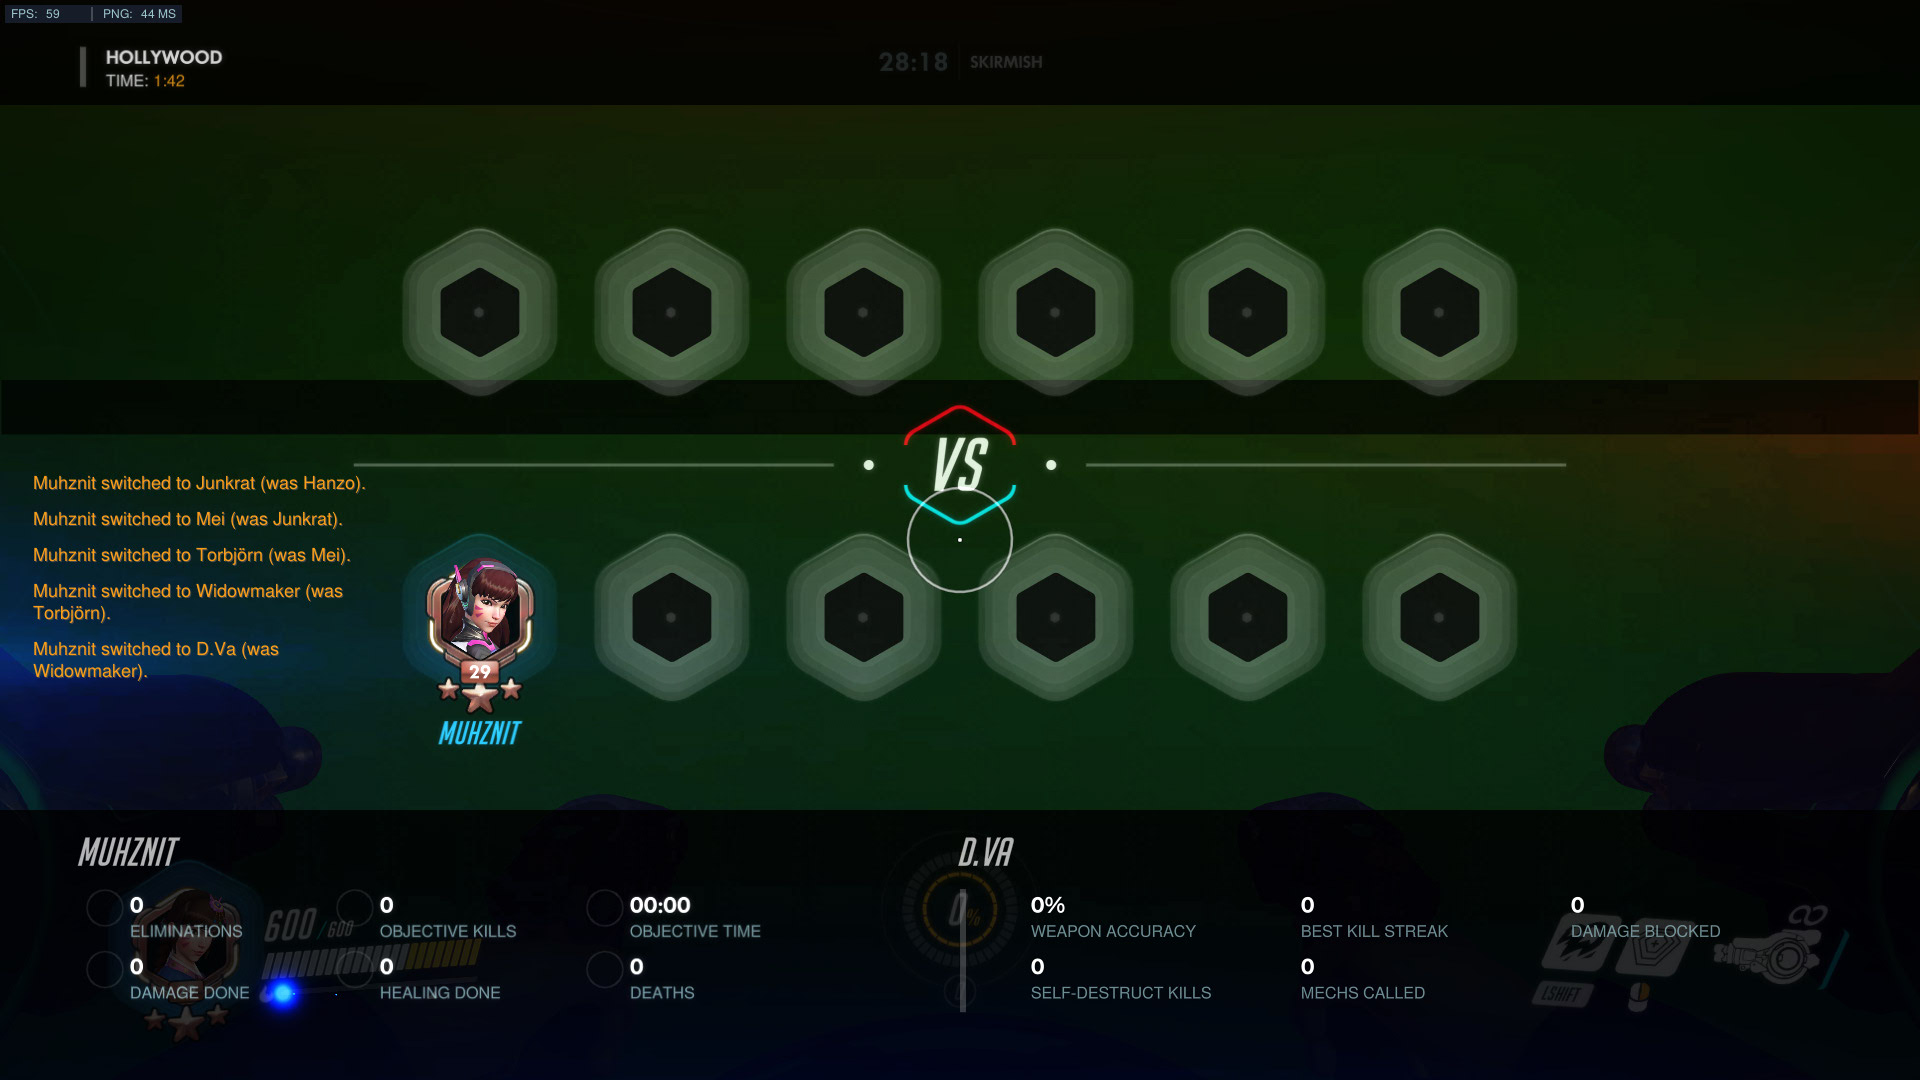 FPS: 59 | PNG: 44 MS
HOLLYWOOD
TIME: 1:42
28:18 SKIRMISH
VS
Muhznit switched to Junkrat (was Hanzo).
Muhznit switched to Mei (was Junkrat).
Muhznit switched to Torbjörn (was Mei).
Muhznit switched to Widowmaker (was
Torbjörn).
Muhznit switched to D.Va (was
Widowmaker).
29
MUHZNIT
MUHZNIT
D.VA
0
ELIMINATIONS
600/600
0
OBJECTIVE KILLS
00:00
OBJECTIVE TIME
0%
0%
WEAPON ACCURACY
0
BEST KILL STREAK
0
DAMAGE BLOCKED
0
DAMAGE DONE
0
HEALING DONE
0
DEATHS
0
SELF-DESTRUCT KILLS
0
MECHS CALLED
LSHIFT